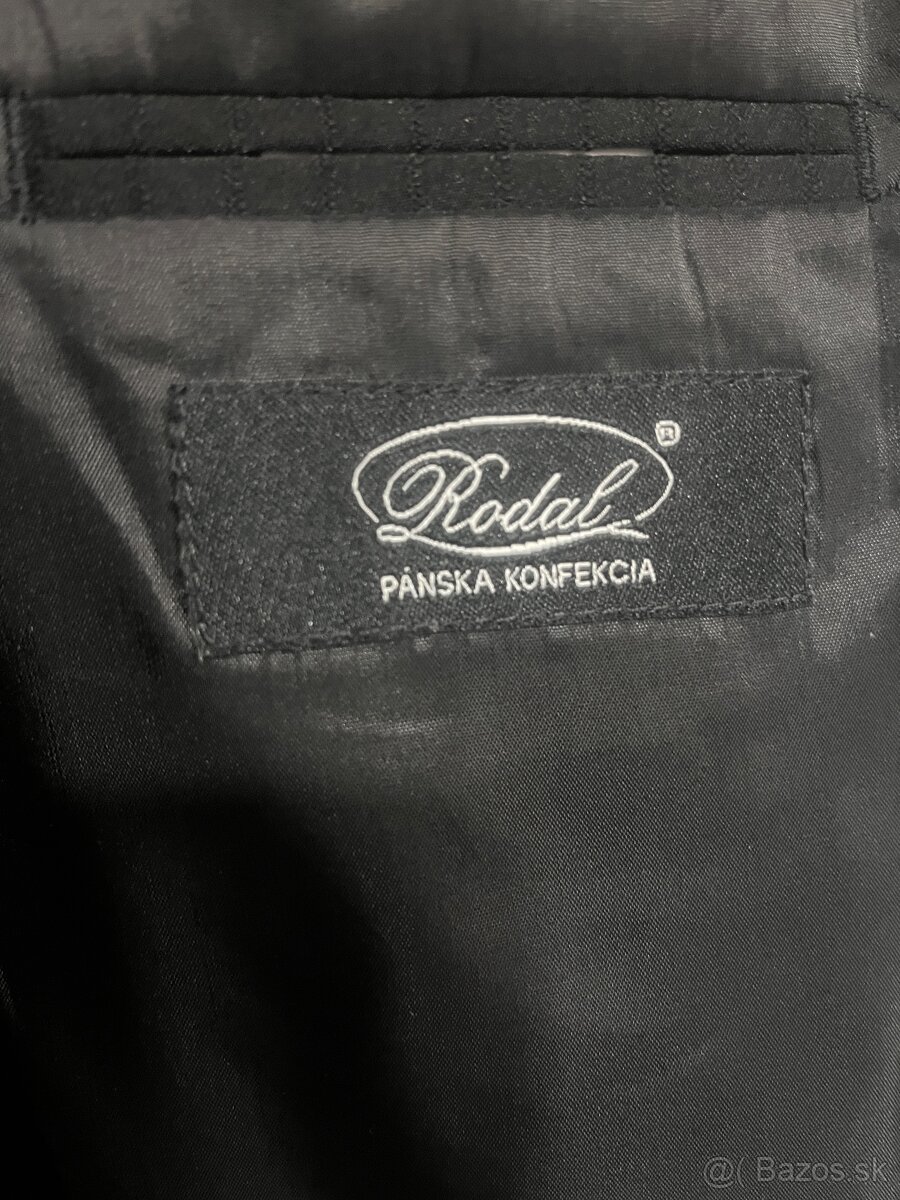 Rodal ®
PÁNSKA KONFEKCIA
@( Bazos.sk